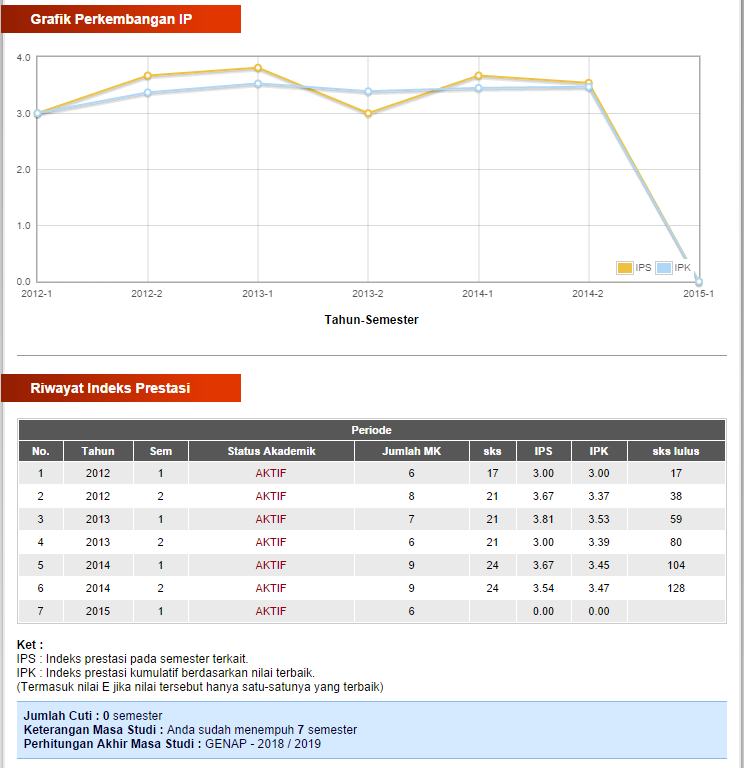 Grafik Perkembangan IP
4.0
3.0
2.0
1.0
0.0
IPS IPK
2012-1 2012-2 2013-1 2013-2 2014-1 2014-2 2015-1
Tahun-Semester
Riwayat Indeks Prestasi
Periode
No. Tahun Sem Status Akademik Jumlah MK sks IPS IPK sks lulus
1 2012 1 AKTIF 6 17 3.00 3.00 17
2 2012 2 AKTIF 8 21 3.67 3.37 38
3 2013 1 AKTIF 7 21 3.81 3.53 59
4 2013 2 AKTIF 6 21 3.00 3.39 80
5 2014 1 AKTIF 9 24 3.67 3.45 104
6 2014 2 AKTIF 9 24 3.54 3.47 128
7 2015 1 AKTIF 6 0.00 0.00
Ket :
IPS : Indeks prestasi pada semester terkait.
IPK : Indeks prestasi kumulatif berdasarkan nilai terbaik.
(Termasuk nilai E jika nilai tersebut hanya satu-satunya yang terbaik)
Jumlah Cuti : 0 semester
Keterangan Masa Studi : Anda sudah menempuh 7 semester
Perhitungan Akhir Masa Studi : GENAP - 2018 / 2019